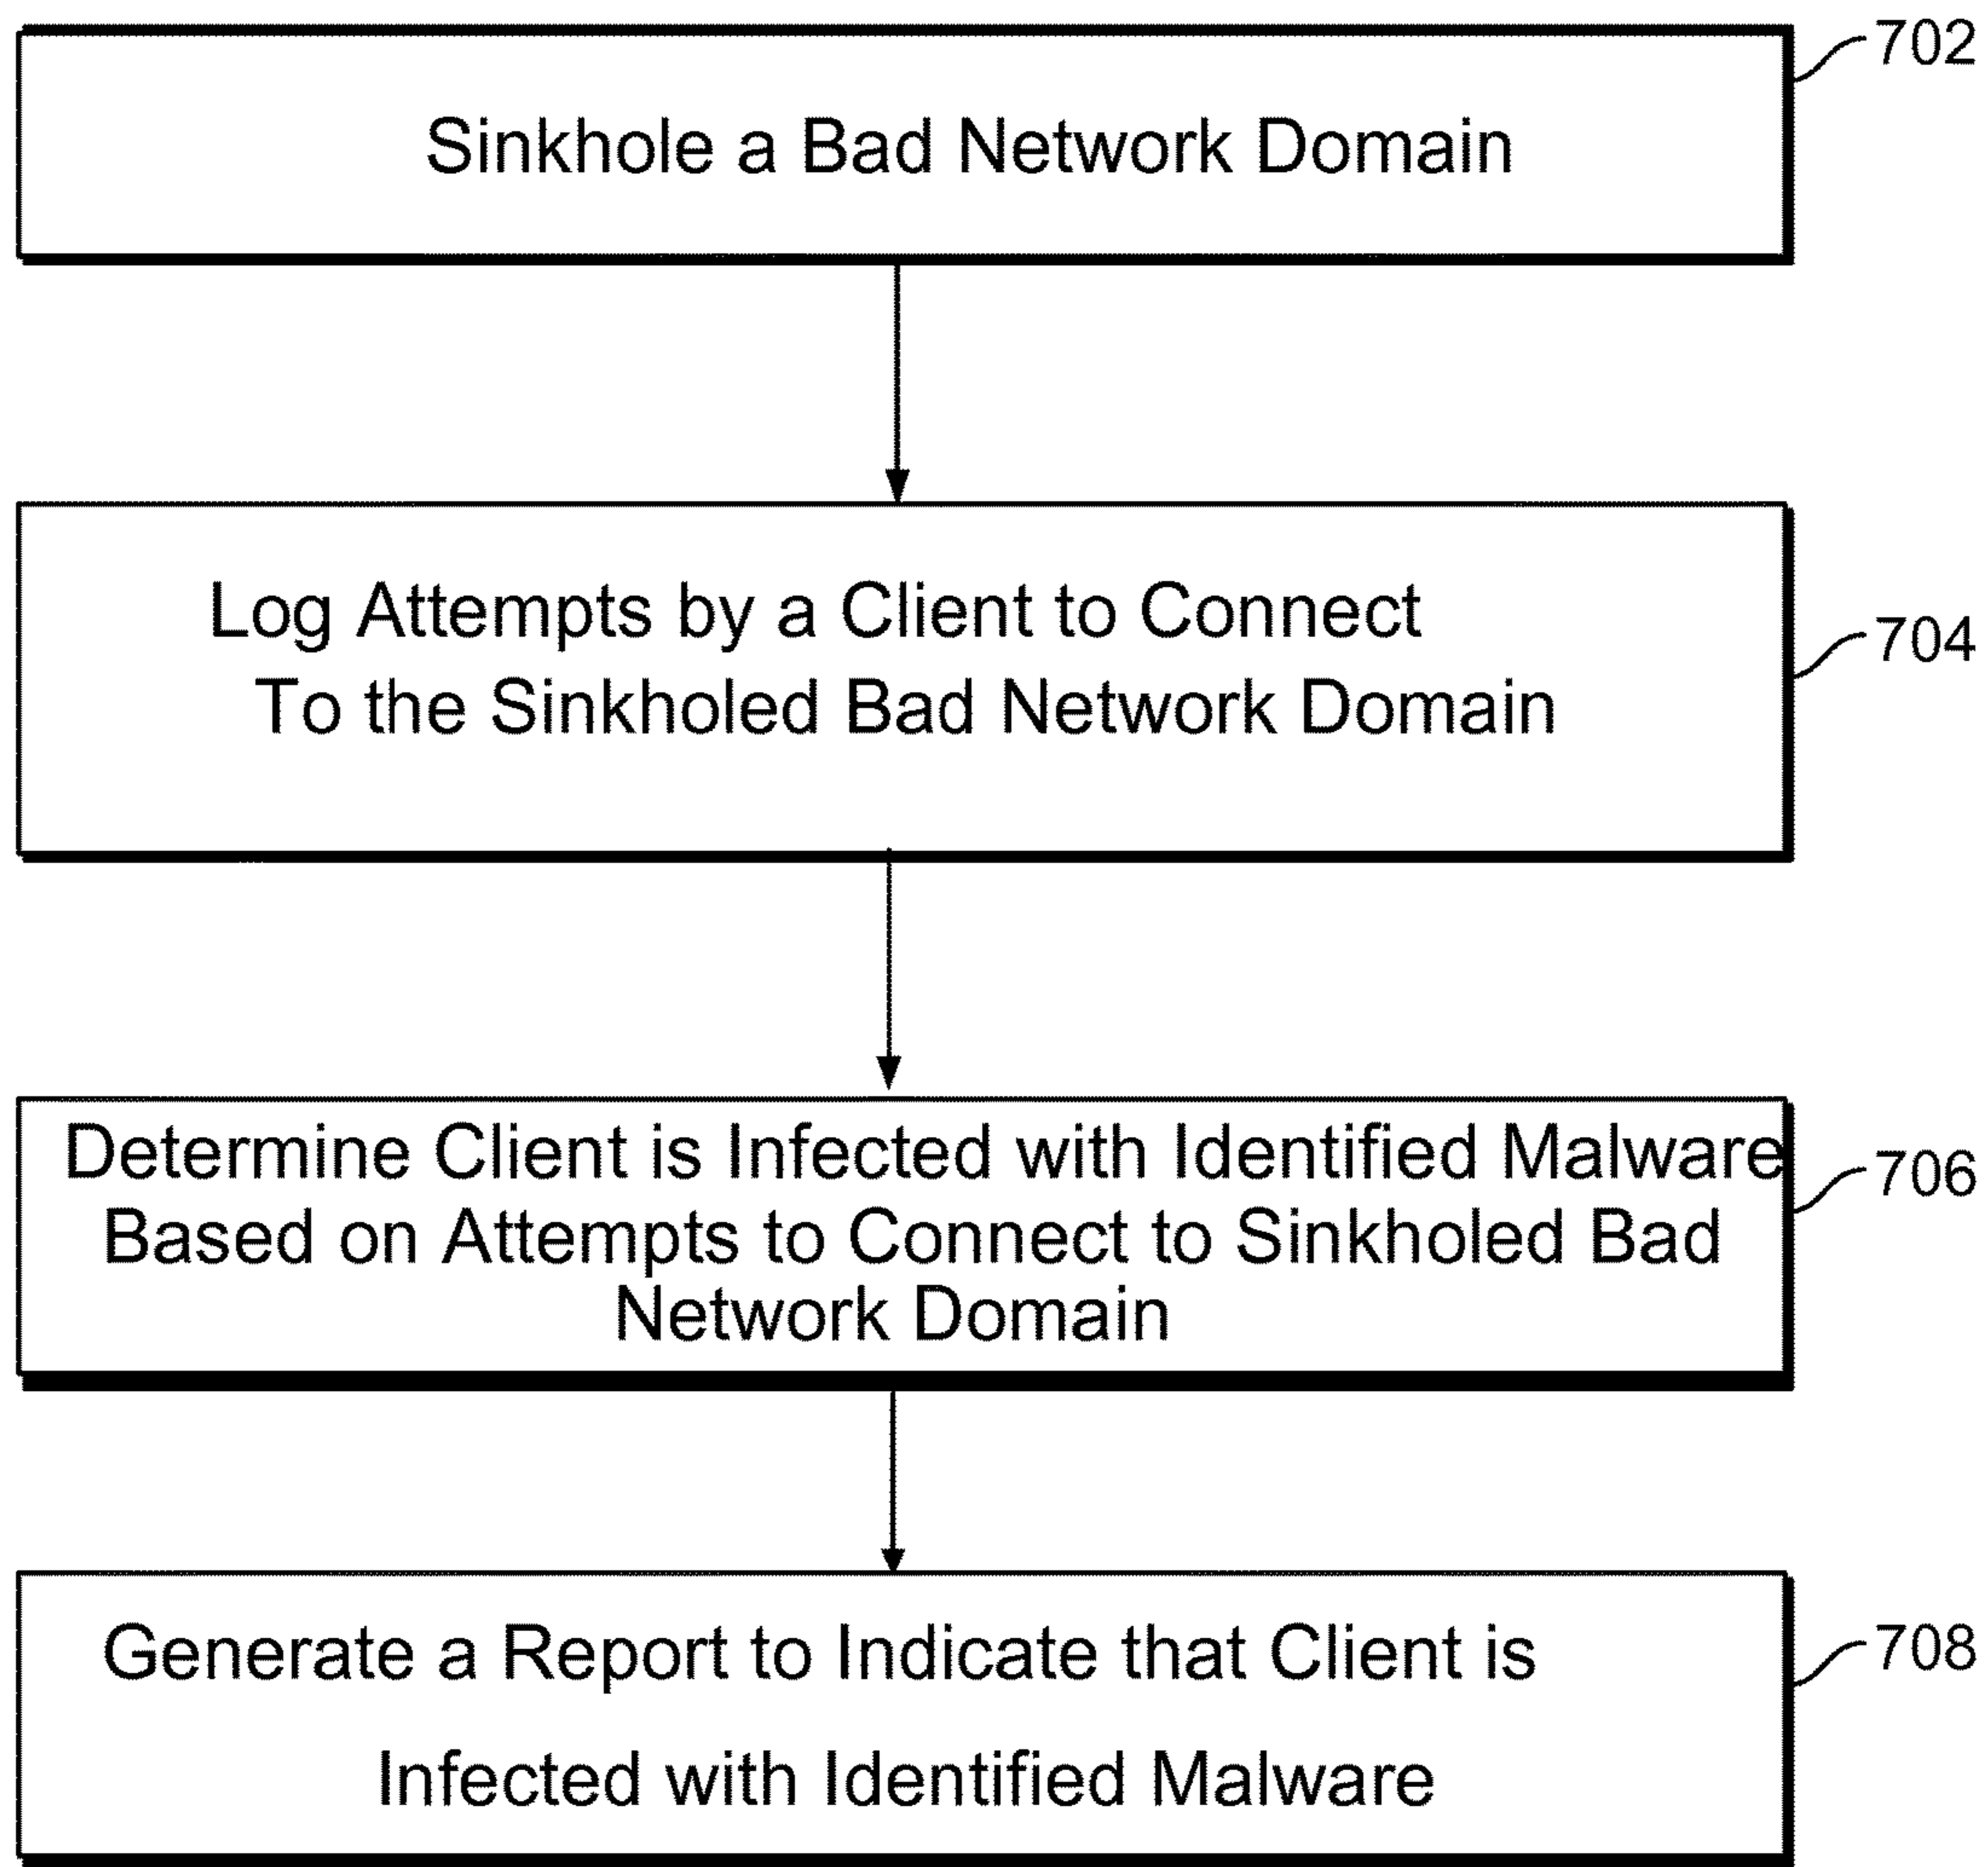 702
Sinkhole a Bad Network Domain
Log Attempts by a Client to Connect
To the Sinkholed Bad Network Domain
704
Determine Client is Infected with Identified Malware
Based on Attempts to Connect to Sinkholed Bad
Network Domain
706
Generate a Report to Indicate that Client is
Infected with Identified Malware
708